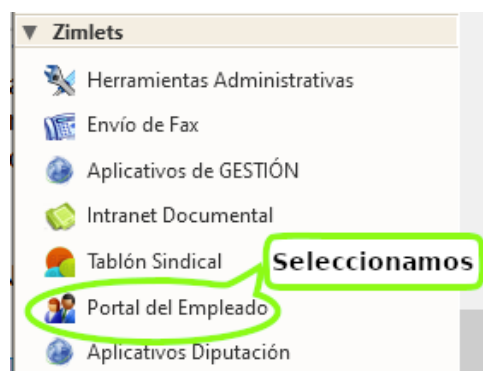 Zimlets
Herramientas Administrativas
Envío de Fax
Aplicativos de GESTIÓN
Intranet Documental
Tablón Sindical
Seleccionamos
Portal del Empleado
Aplicativos Diputación